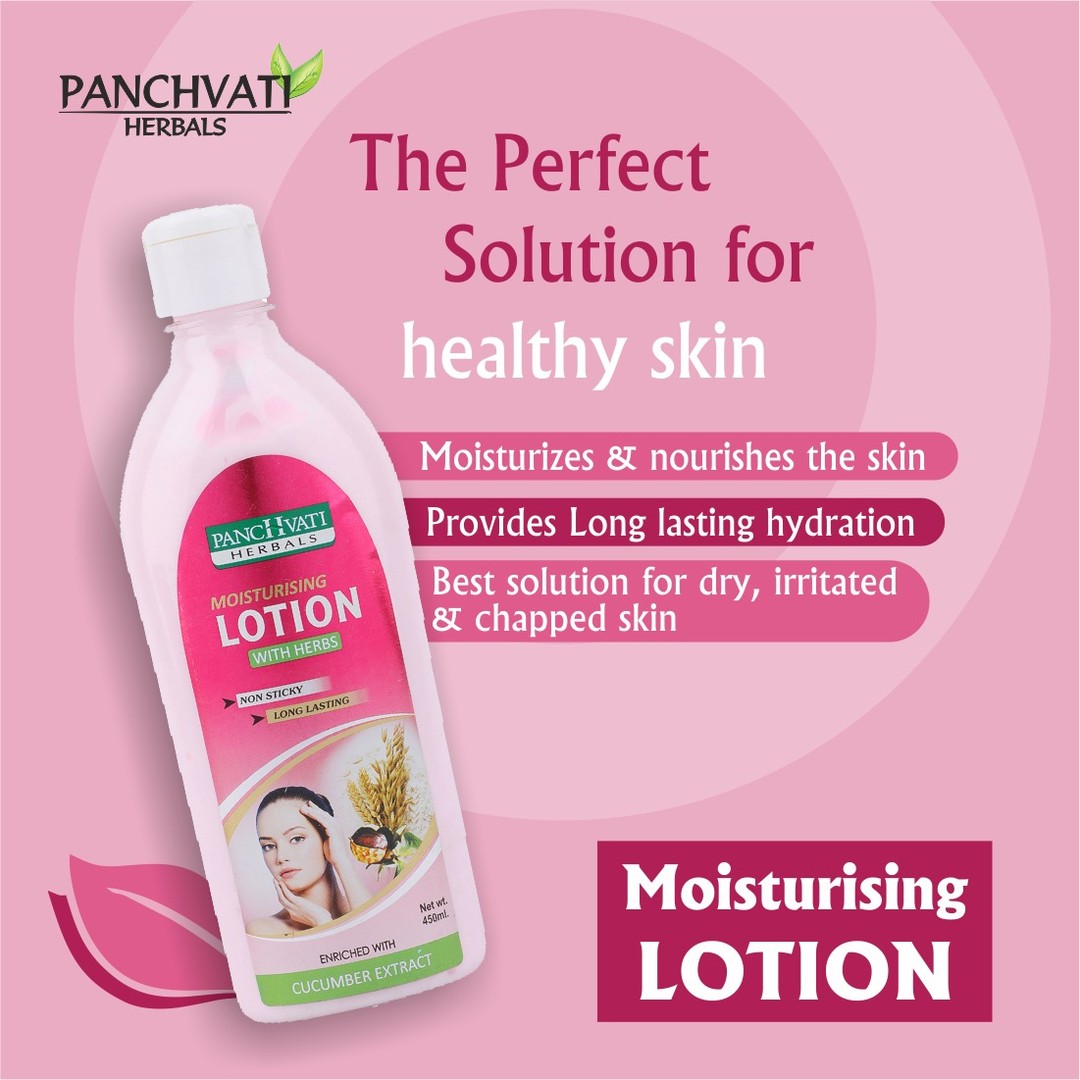 PANCHVATI
HERBALS
The Perfect
Solution for
healthy skin
Moisturizes & nourishes the skin
Provides Long lasting hydration
Best solution for dry, irritated
& chapped skin
PANCHVATI
HERBALS
MOISTURISING
LOTION
WITH HERBS
NON STICKY
LONG LASTING
Net wt.
450ml.
ENRICHED WITH
CUCUMBER EXTRACT
Moisturising
LOTION